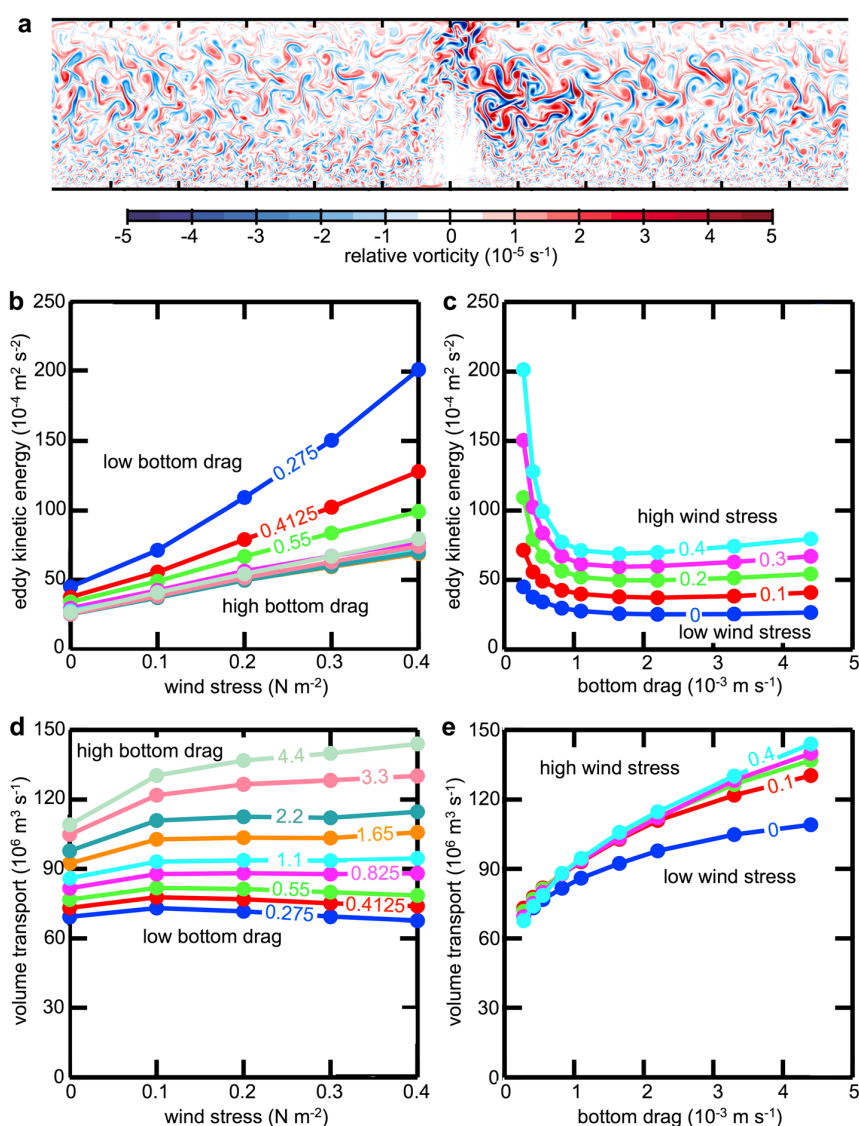 a
-5 -4 -3 -2 -1 0 1 2 3 4 5
relative vorticity (10⁻⁵ s⁻¹)
b
eddy kinetic energy (10⁻⁴ m² s⁻²)
250
200
150
100
50
0
low bottom drag
0.275
0.4125
0.55
high bottom drag
0 0.1 0.2 0.3 0.4
wind stress (N m⁻²)
c
eddy kinetic energy (10⁻⁴ m² s⁻²)
250
200
150
100
50
0
high wind stress
0.4
0.3
0.2
0.1
0
low wind stress
0 1 2 3 4 5
bottom drag (10⁻³ m s⁻¹)
d
volume transport (10⁶ m³ s⁻¹)
150
120
90
60
30
0
high bottom drag
4.4
3.3
2.2
1.65
1.1
0.825
0.55
0.4125
0.275
low bottom drag
0 0.1 0.2 0.3 0.4
wind stress (N m⁻²)
e
volume transport (10⁶ m³ s⁻¹)
150
120
90
60
30
0
high wind stress
0.4
0.1
0
low wind stress
0 1 2 3 4 5
bottom drag (10⁻³ m s⁻¹)